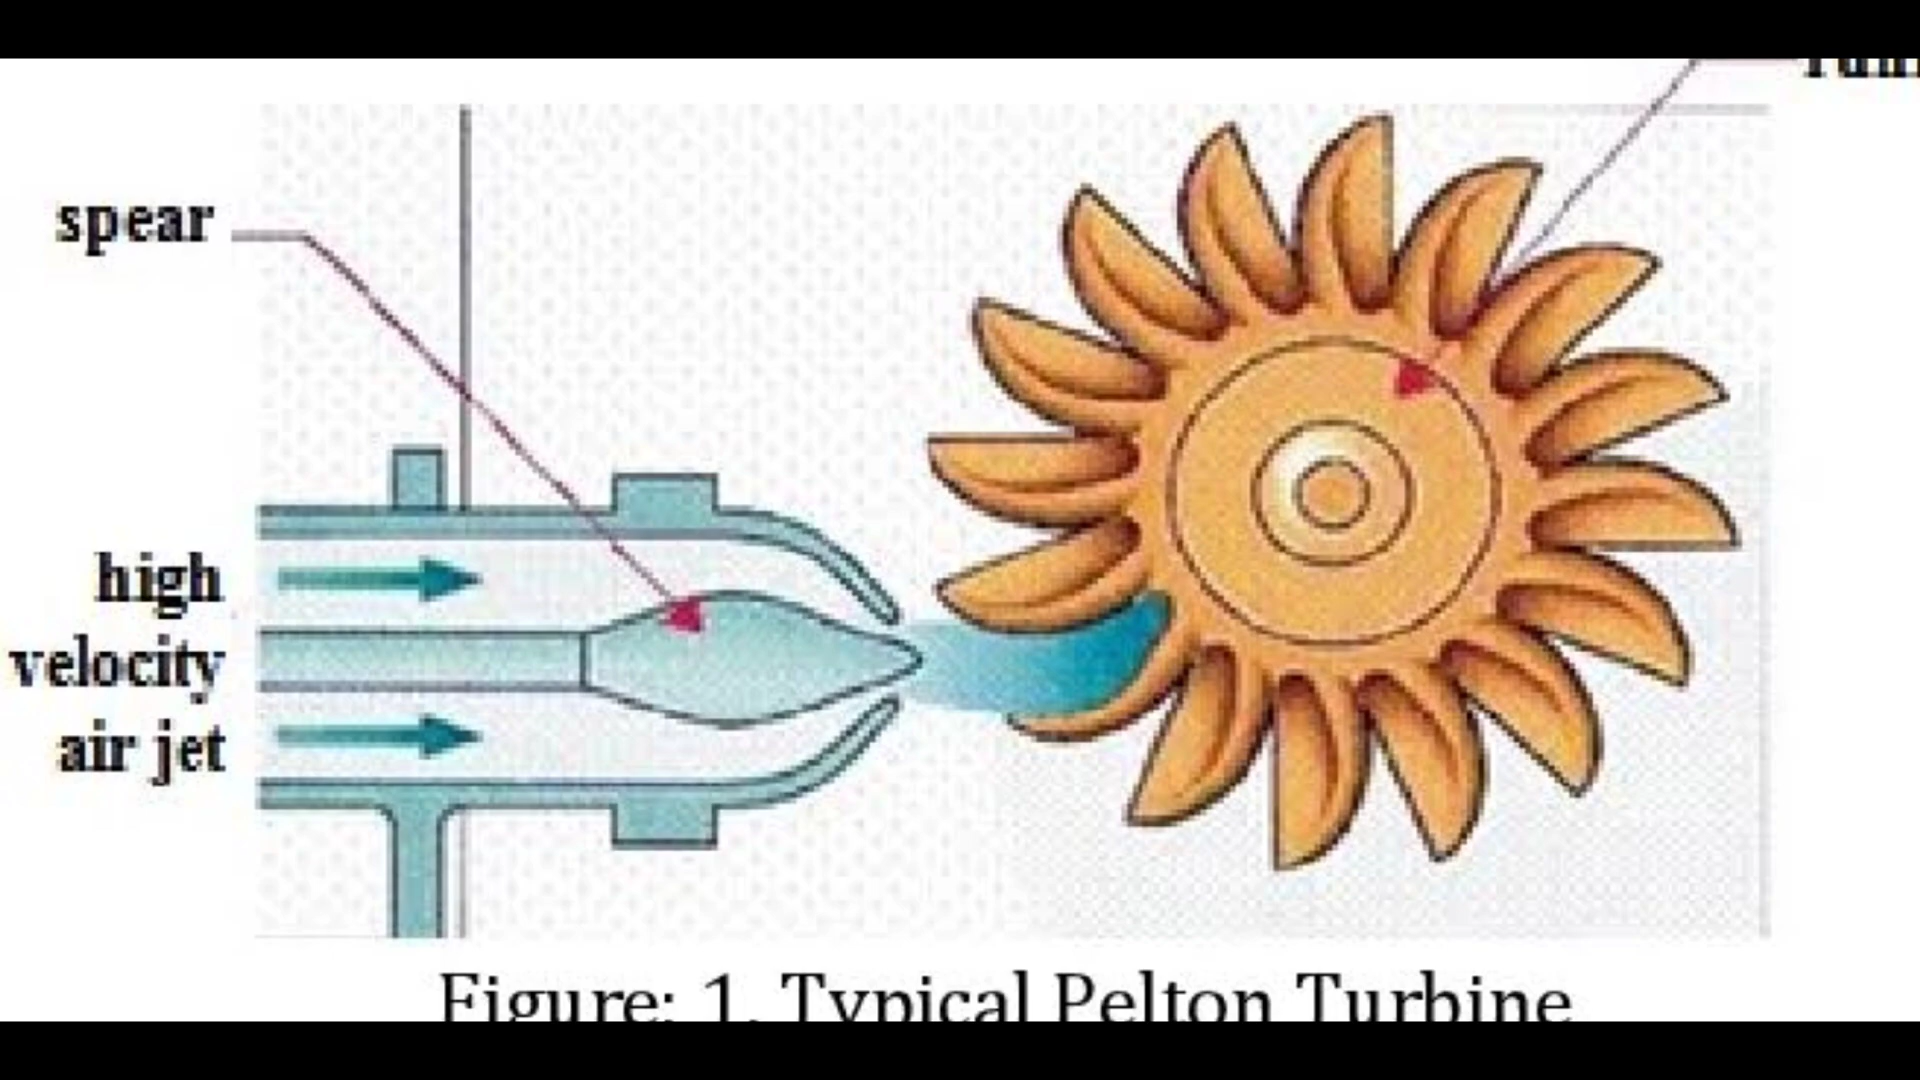 spear
high
velocity
air jet
Figure: 1. Typical Pelton Turbine